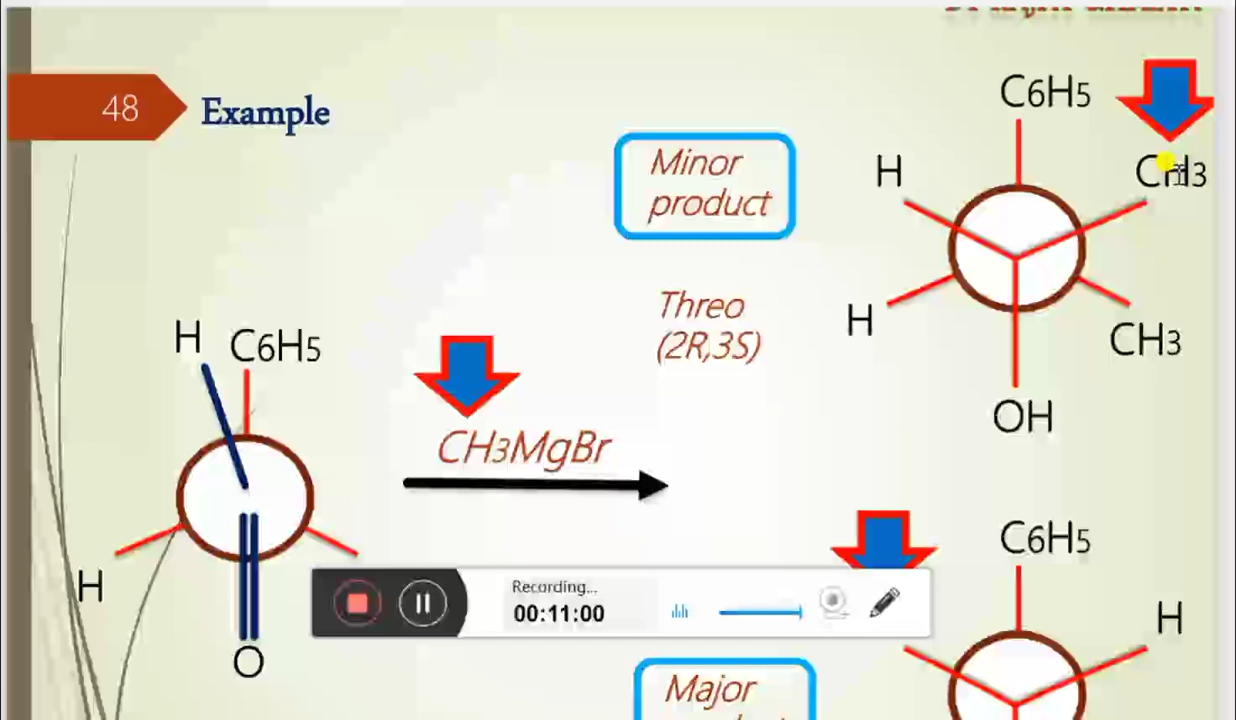 48
Example
C6H5
CH3
H
Minor
product
H
CH3
OH
Threo
(2R,3S)
H
C6H5
CH3MgBr
H
O
Recording...
00:11:00
C6H5
H
Major